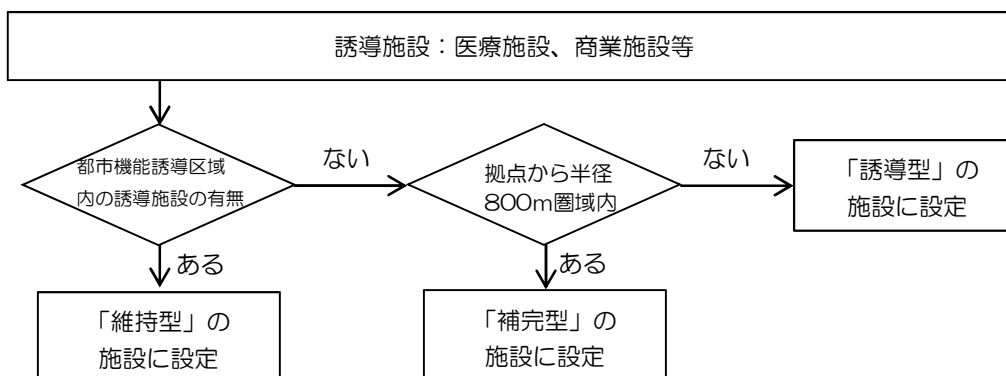 誘導施設：医療施設、商業施設等
都市機能誘導区域
内の誘導施設の有無
ない
拠点から半径
800m圏域内
ない
「誘導型」の
施設に設定
ある
「維持型」の
施設に設定
ある
「補完型」の
施設に設定